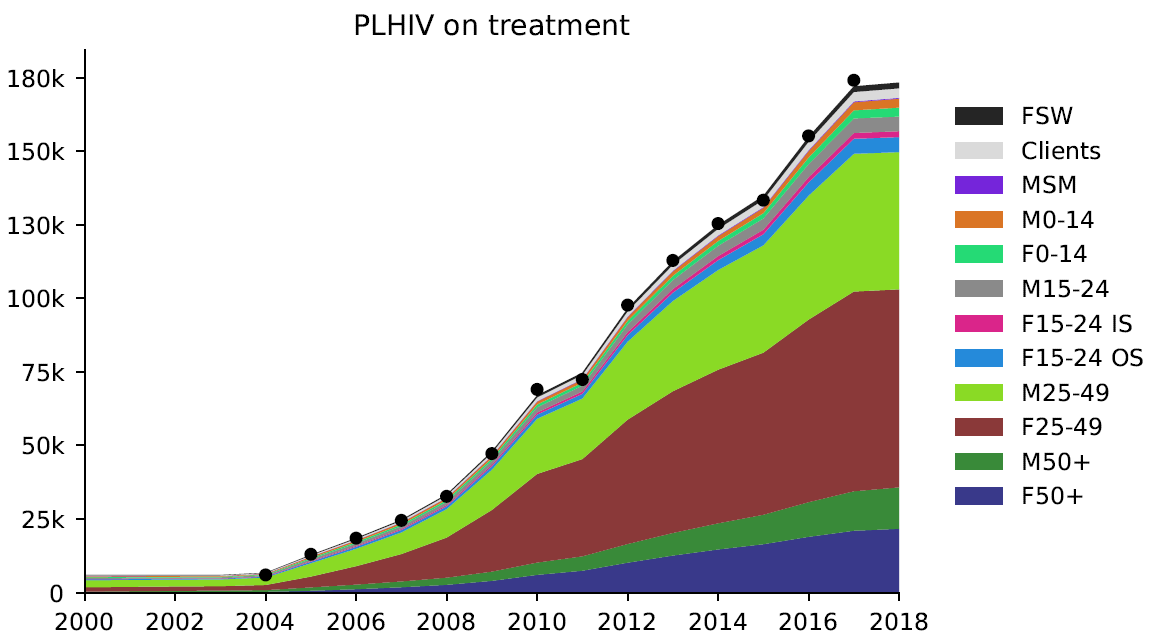 PLHIV on treatment
180k
150k
130k
100k
75k
50k
25k
0
2000 2002 2004 2006 2008 2010 2012 2014 2016 2018
FSW
Clients
MSM
M0-14
F0-14
M15-24
F15-24 IS
F15-24 OS
M25-49
F25-49
M50+
F50+